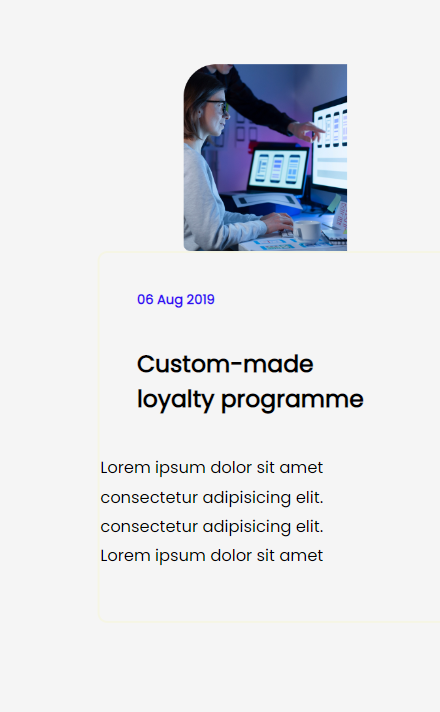 06 Aug 2019
Custom-made
loyalty programme
Lorem ipsum dolor sit amet
consectetur adipisicing elit.
consectetur adipisicing elit.
Lorem ipsum dolor sit amet